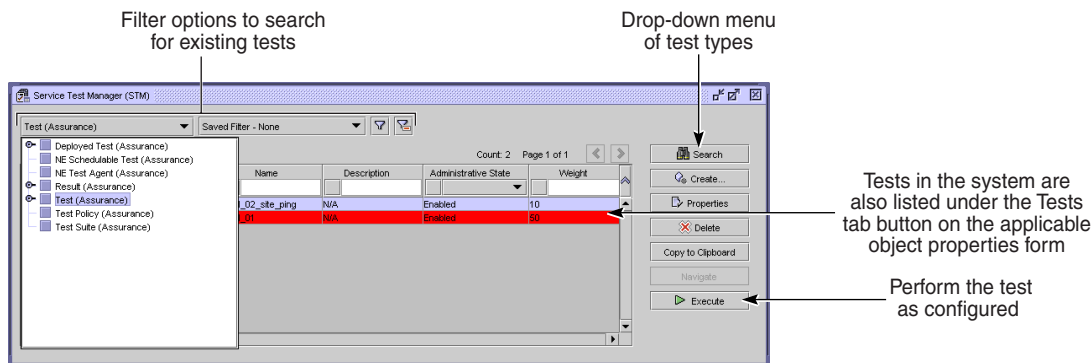 Filter options to search
for existing tests
Drop-down menu
of test types
Service Test Manager (STM)
Test (Assurance)
Saved Filter - None
Deployed Test (Assurance)
NE Schedulable Test (Assurance)
NE Test Agent (Assurance)
Result (Assurance)
Test (Assurance)
Test Policy (Assurance)
Test Suite (Assurance)
Count: 2 Page 1 of 1
Name Description Administrative State Weight
_02_site_ping N/A Enabled 10
_01 N/A Enabled 50
Search
Create...
Properties
Delete
Copy to Clipboard
Navigate
Execute
Tests in the system are
also listed under the Tests
tab button on the applicable
object properties form
Perform the test
as configured